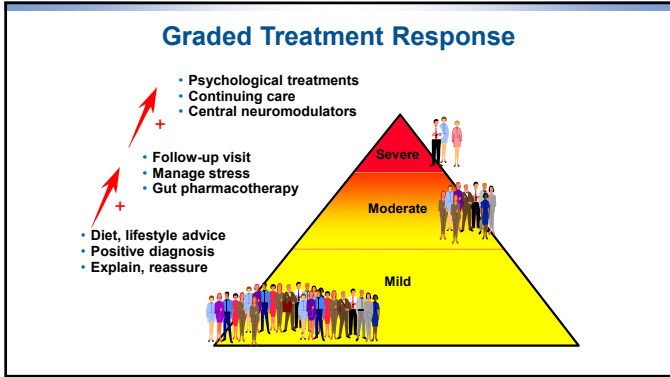 Graded Treatment Response
• Psychological treatments
• Continuing care
• Central neuromodulators
+
• Follow-up visit
• Manage stress
• Gut pharmacotherapy
+
• Diet, lifestyle advice
• Positive diagnosis
• Explain, reassure
Severe
Moderate
Mild